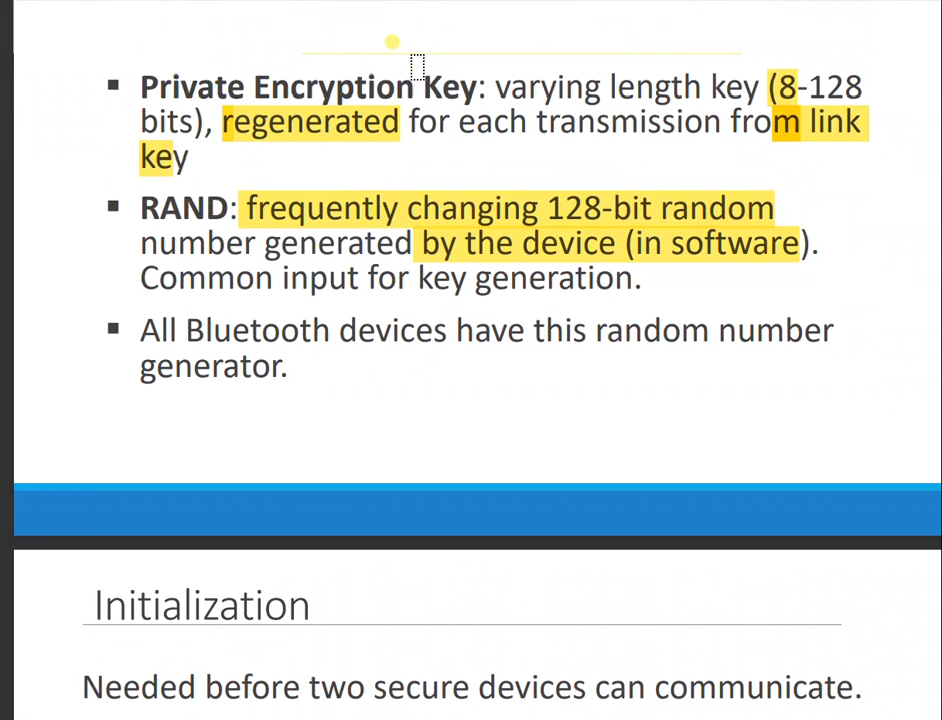 ▪ Private Encryption Key: varying length key (8-128
bits), regenerated for each transmission from link
key
▪ RAND: frequently changing 128-bit random
number generated by the device (in software).
Common input for key generation.
▪ All Bluetooth devices have this random number
generator.
Initialization
Needed before two secure devices can communicate.